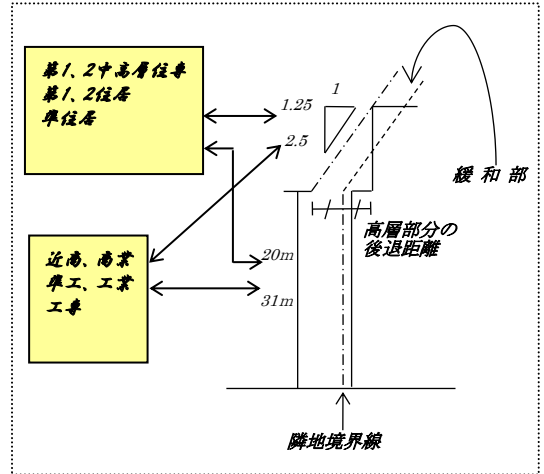 第1、2中高層住専
第1、2住居
準住居
1
1.25
2.5
緩和部
高層部分の
後退距離
近商、商業
準工、工業
工専
20m
31m
隣地境界線